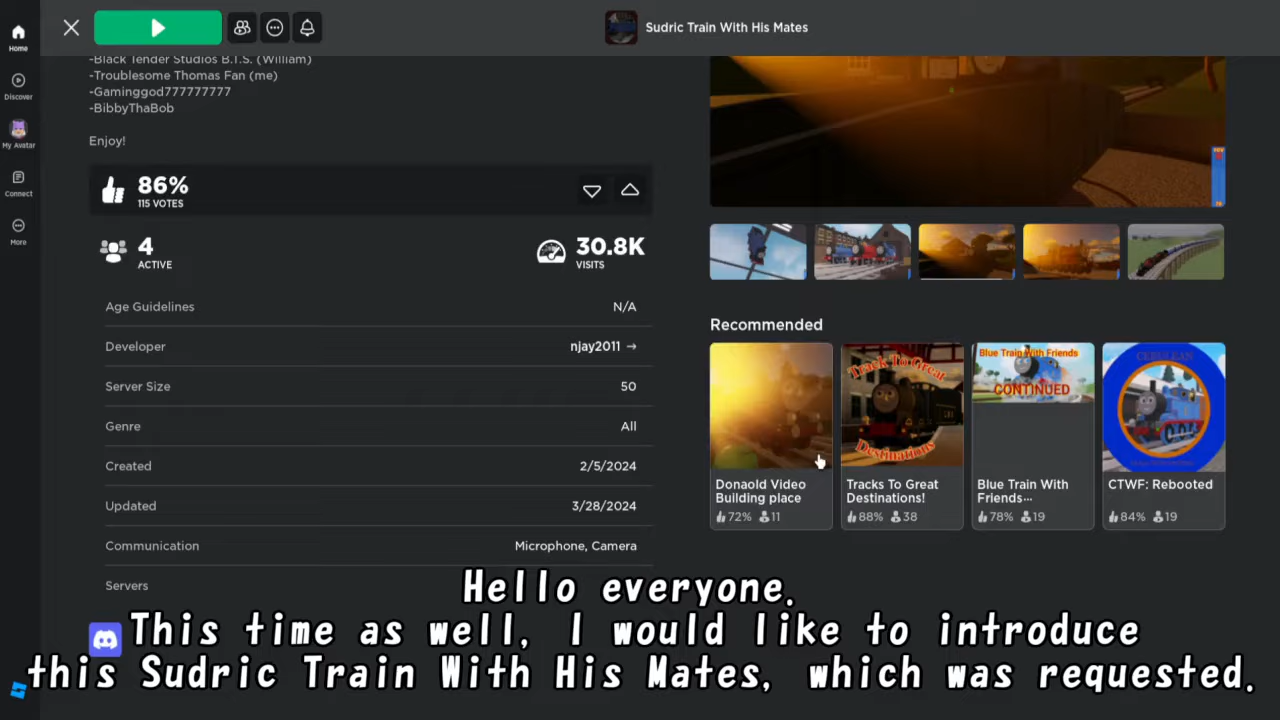 Sudric Train With His Mates
Home
Discover
My Avatar
Connect
More
-Black Tender Studios B.T.S. (William)
-Troublesome Thomas Fan (me)
-Gaminggod777777777
-BibbyThaBob
Enjoy!
86%
115 VOTES
4
ACTIVE
30.8K
VISITS
Age Guidelines N/A
Developer njay2011 →
Server Size 50
Genre All
Created 2/5/2024
Updated 3/28/2024
Communication Microphone, Camera
Servers
Recommended
Track To Great
Destinations
Blue Train With Friends
CONTINUED
CERULEAN
Donaold Video
Building place
72% 11
Tracks To Great
Destinations!
88% 38
Blue Train With
Friends...
78% 19
CTWF: Rebooted
84% 19
Hello everyone.
This time as well, I would like to introduce
this Sudric Train With His Mates, which was requested.